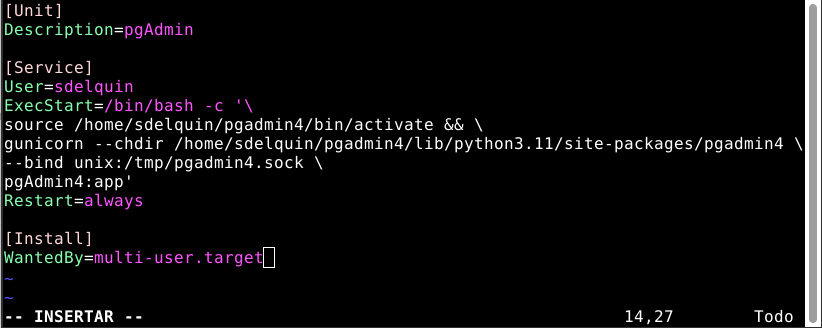 [Unit]
Description=pgAdmin

[Service]
User=sdelquin
ExecStart=/bin/bash -c '\
source /home/sdelquin/pgadmin4/bin/activate && \
gunicorn --chdir /home/sdelquin/pgadmin4/lib/python3.11/site-packages/pgadmin4 \
--bind unix:/tmp/pgadmin4.sock \
pgAdmin4:app'
Restart=always

[Install]
WantedBy=multi-user.target
~
~
-- INSERTAR -- 14,27 Todo